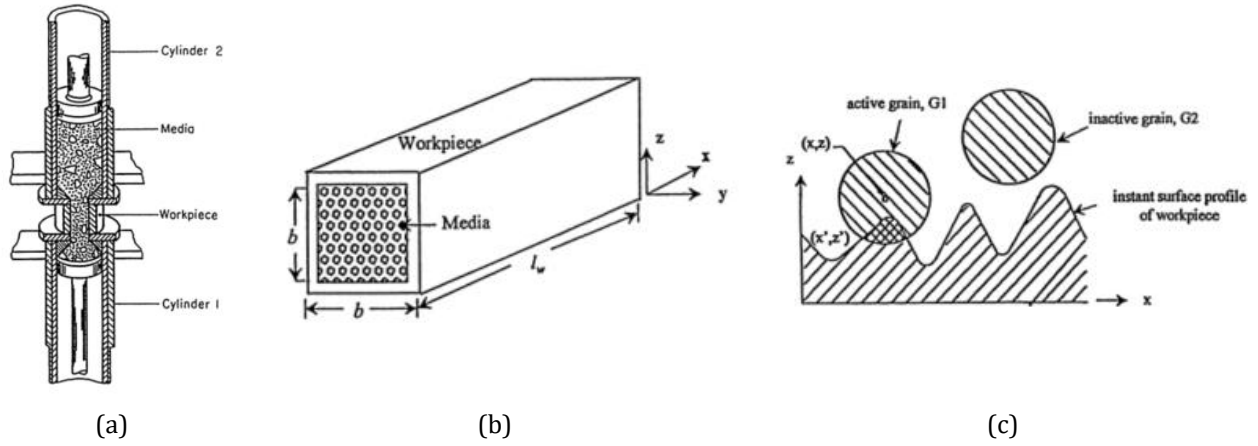 Cylinder 2
Media
Workpiece
Cylinder 1
(a)
Workpiece
z
x
y
Media
b
b
l_w
(b)
active grain, G1
inactive grain, G2
(x,z)
z
instant surface profile
of workpiece
(x',z')
x
(c)